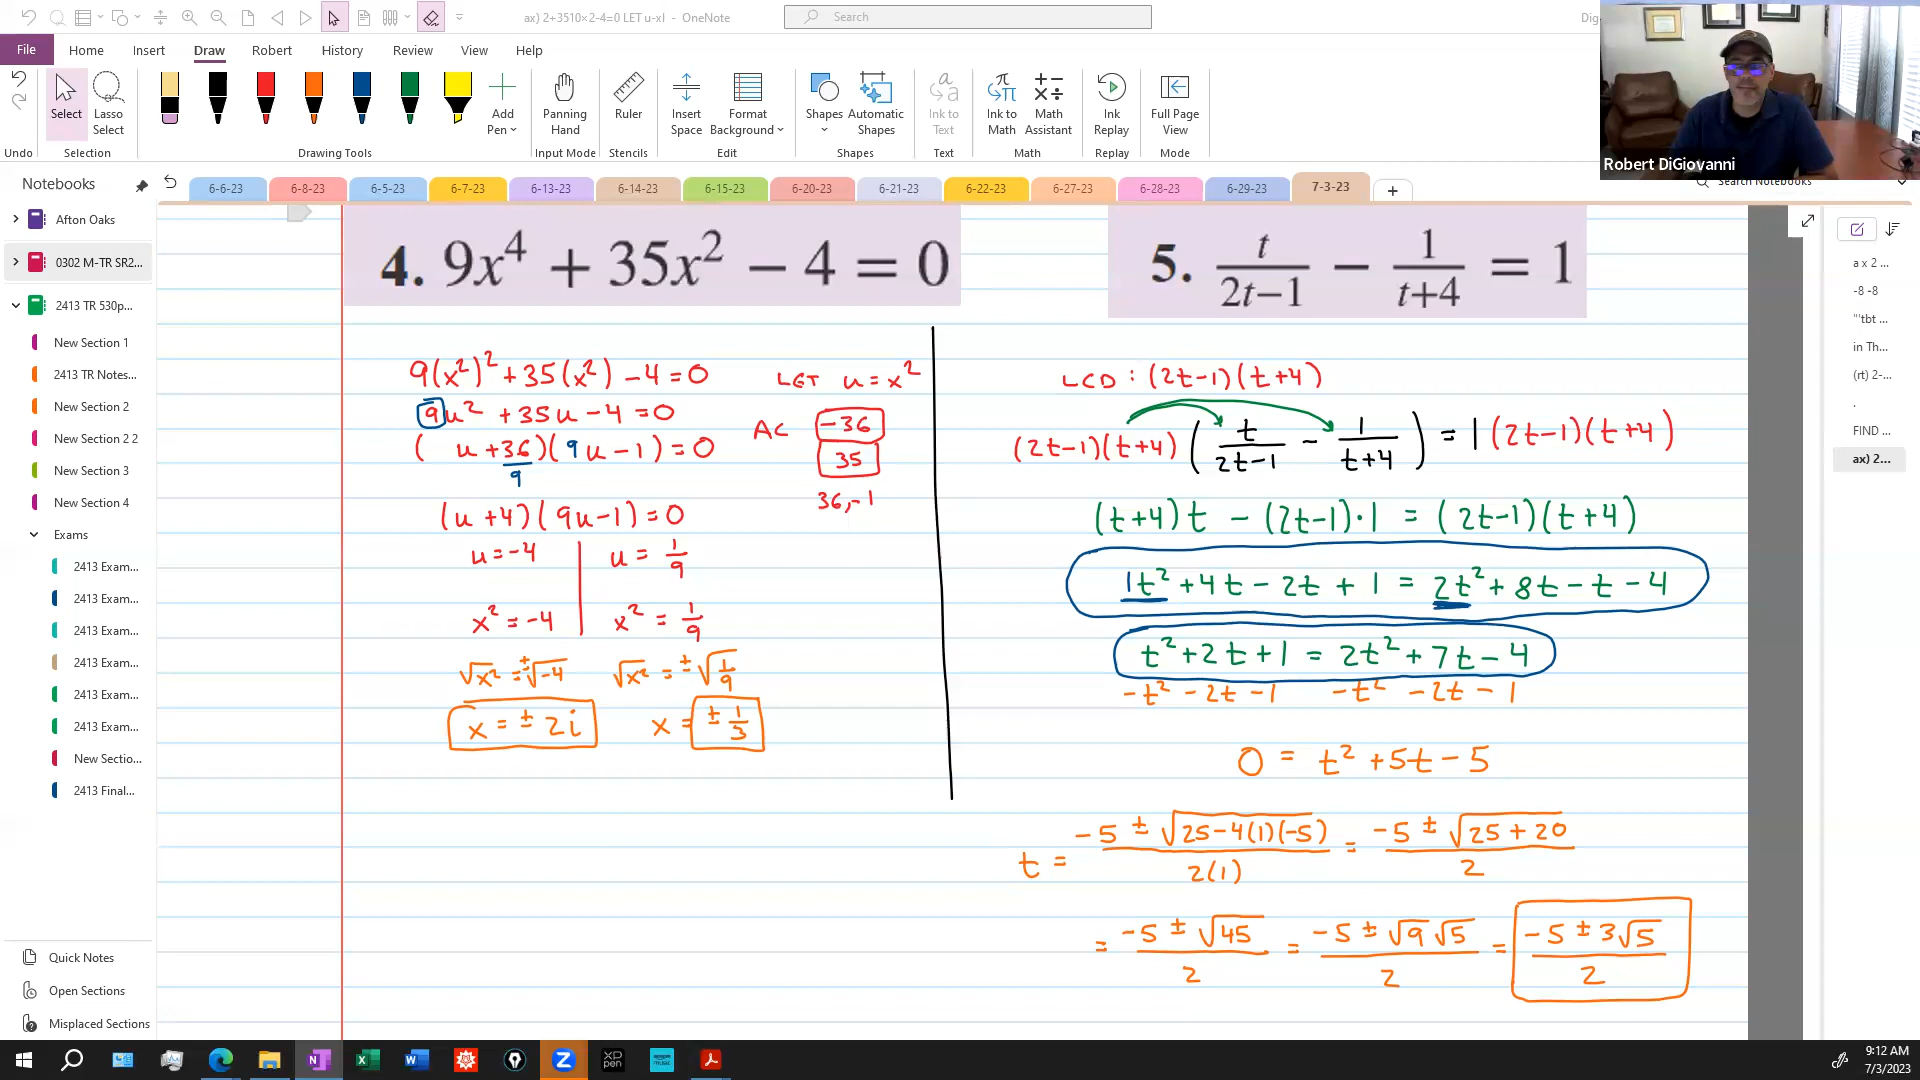 ax) 2+3510×2-4=0 LET u-xl - OneNote
Search
Robert DiGiovanni
File Home Insert Draw Robert History Review View Help
Undo
Select
Lasso Select
Selection
Drawing Tools
Add Pen
Panning Hand
Input Mode
Ruler
Stencils
Insert Space
Format Background
Edit
Shapes
Automatic Shapes
Shapes
Ink to Text
Text
Ink to Math
Math Assistant
Math
Ink Replay
Replay
Full Page View
Mode
Notebooks
6-6-23 6-8-23 6-5-23 6-7-23 6-13-23 6-14-23 6-15-23 6-20-23 6-21-23 6-22-23 6-27-23 6-28-23 6-29-23 7-3-23 +
Search Notebooks
Afton Oaks
0302 M-TR SR2...
2413 TR 530p...
New Section 1
2413 TR Notes...
New Section 2
New Section 2 2
New Section 3
New Section 4
Exams
2413 Exam...
2413 Exam...
2413 Exam...
2413 Exam...
2413 Exam...
2413 Exam...
New Sectio...
2413 Final...
Quick Notes
Open Sections
Misplaced Sections
4. 9x⁴ + 35x² − 4 = 0
9(x²)² + 35(x²) − 4 = 0 LET u = x²
9u² + 35u − 4 = 0
AC −36
( u + 36/9)(9u − 1) = 0
35
36, −1
(u + 4)(9u − 1) = 0
u = −4 u = 1/9
x² = −4 x² = 1/9
√x² = ±√−4 √x² = ±√1/9
x = ± 2i x = ± 1/3
5. t/(2t−1) − 1/(t+4) = 1
LCD : (2t−1)(t+4)
(2t−1)(t+4) ( t/(2t−1) − 1/(t+4) ) = 1 (2t−1)(t+4)
(t+4) t − (2t−1)·1 = (2t−1)(t+4)
1t² + 4t − 2t + 1 = 2t² + 8t − t − 4
t² + 2t + 1 = 2t² + 7t − 4
−t² − 2t − 1 −t² − 2t − 1
0 = t² + 5t − 5
t = (−5 ± √(25−4(1)(−5)))/2(1) = (−5 ± √(25 + 20))/2
= (−5 ± √45)/2 = (−5 ± √9 √5)/2 = (−5 ± 3√5)/2
a x 2 ...
-8 -8
"'tbt ...
in Th...
(rt) 2-...
.
FIND ...
ax) 2...
XP pen
9:12 AM
7/3/2023